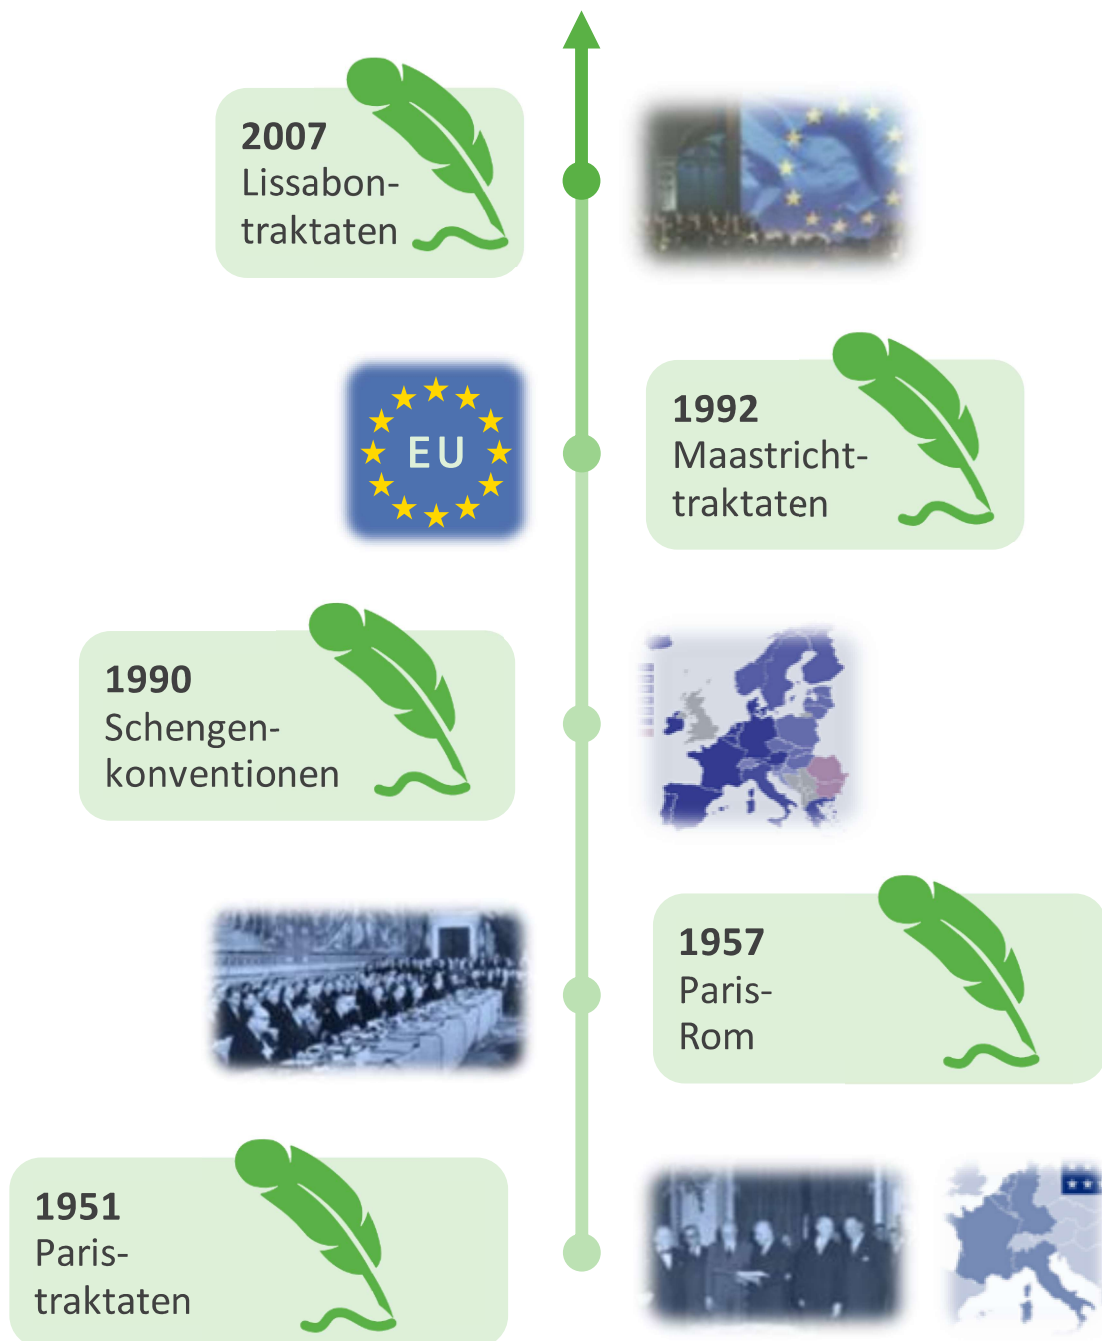 2007
Lissabon-
traktaten
EU
1992
Maastricht-
traktaten
1990
Schengen-
konventionen
1957
Paris-
Rom
1951
Paris-
traktaten